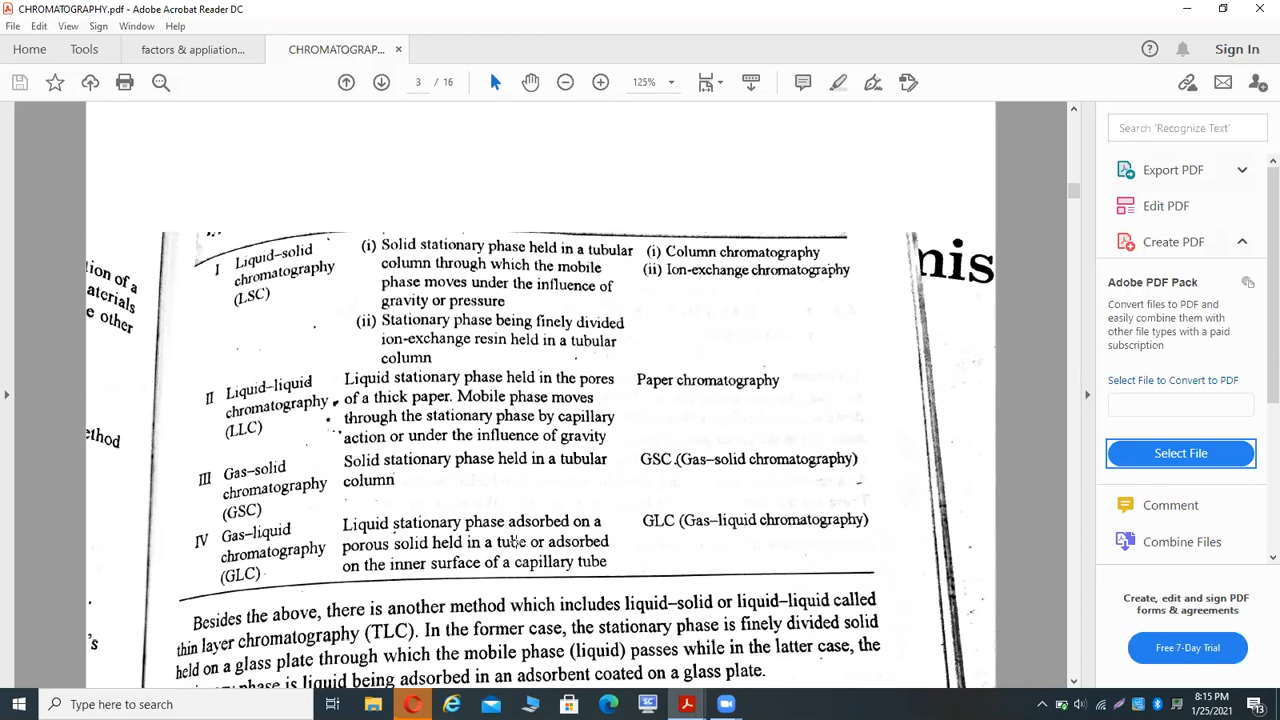 CHROMATOGRAPHY.pdf - Adobe Acrobat Reader DC
File Edit View Sign Window Help
Home Tools factors & appliation... CHROMATOGRAP... × Sign In
3 / 16 125%
Search 'Recognize Text'
Export PDF
Edit PDF
Create PDF
Adobe PDF Pack
Convert files to PDF and
easily combine them with
other file types with a paid
subscription
Select File to Convert to PDF
Select File
Comment
Combine Files
Create, edit and sign PDF
forms & agreements
Free 7-Day Trial
tion of a
materials
e other
ethod
's
nis
I Liquid–solid
chromatography
(LSC)
(i) Solid stationary phase held in a tubular
column through which the mobile
phase moves under the influence of
gravity or pressure
(ii) Stationary phase being finely divided
ion-exchange resin held in a tubular
column
(i) Column chromatography
(ii) Ion-exchange chromatography
II Liquid–liquid
chromatography
(LLC)
Liquid stationary phase held in the pores
of a thick paper. Mobile phase moves
through the stationary phase by capillary
action or under the influence of gravity
Paper chromatography
III Gas–solid
chromatography
(GSC)
Solid stationary phase held in a tubular
column
GSC (Gas–solid chromatography)
IV Gas–liquid
chromatography
(GLC)
Liquid stationary phase adsorbed on a
porous solid held in a tube or adsorbed
on the inner surface of a capillary tube
GLC (Gas–liquid chromatography)
Besides the above, there is another method which includes liquid–solid or liquid–liquid called
thin layer chromatography (TLC). In the former case, the stationary phase is finely divided solid
held on a glass plate through which the mobile phase (liquid) passes while in the latter case, the
phase is liquid being adsorbed in an adsorbent coated on a glass plate.
Type here to search
8:15 PM
1/25/2021
13